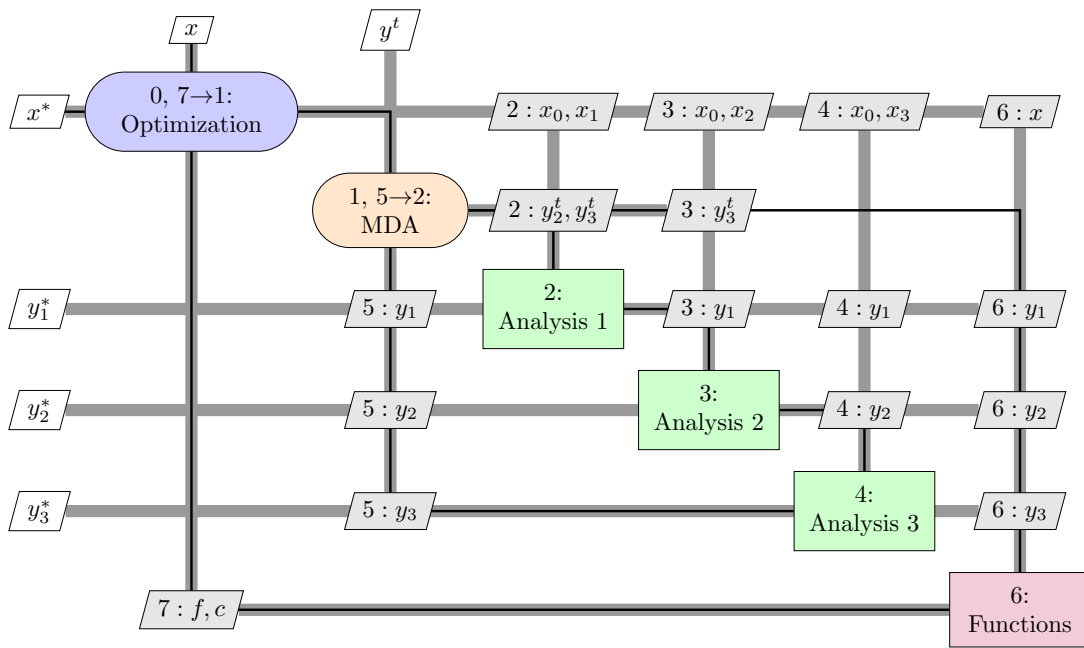 x
y^t
x^*
0, 7→1:
Optimization
2 : x_0, x_1
3 : x_0, x_2
4 : x_0, x_3
6 : x
1, 5→2:
MDA
2 : y_2^t, y_3^t
3 : y_3^t
y_1^*
5 : y_1
2:
Analysis 1
3 : y_1
4 : y_1
6 : y_1
y_2^*
5 : y_2
3:
Analysis 2
4 : y_2
6 : y_2
y_3^*
5 : y_3
4:
Analysis 3
6 : y_3
7 : f, c
6:
Functions